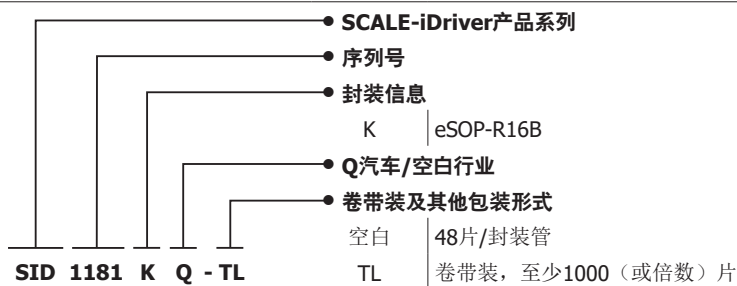 SCALE-iDriver产品系列
序列号
封装信息
K eSOP-R16B
Q汽车/空白行业
卷带装及其他包装形式
空白 48片/封装管
TL 卷带装，至少1000（或倍数）片
SID 1181 K Q - TL